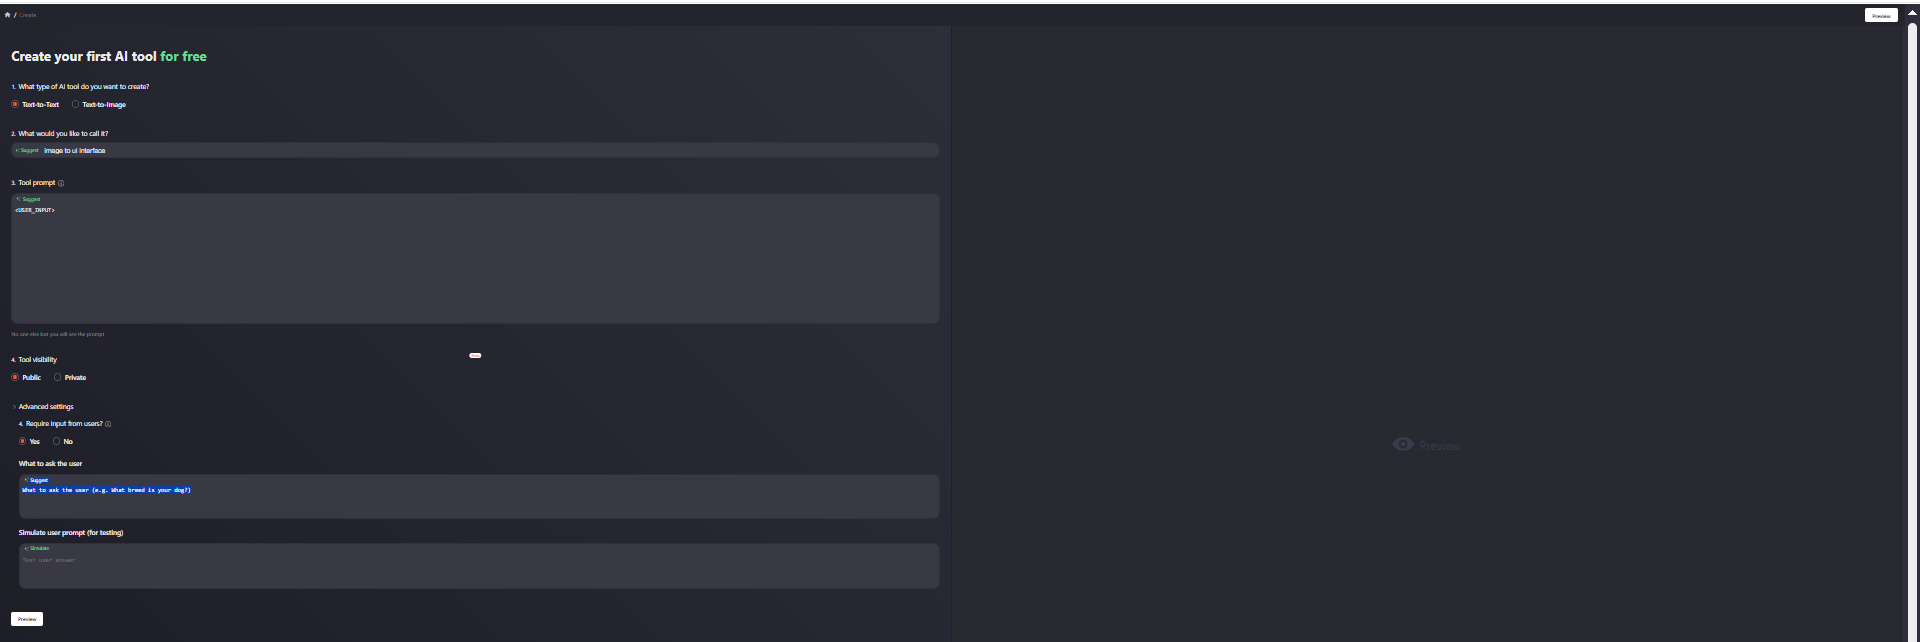 / Create
Preview
Create your first AI tool for free
1. What type of AI tool do you want to create?
Text-to-Text Text-to-Image
2. What would you like to call it?
Suggest image to ui interface
3. Tool prompt
Suggest
<USER_INPUT>
No one else but you will see the prompt
4. Tool visibility
Public Private
Advanced settings
4. Require input from users?
Yes No
What to ask the user
Suggest
What to ask the user (e.g. What breed is your dog?)
Simulate user prompt (for testing)
Simulate
Test user answer
Preview
Preview